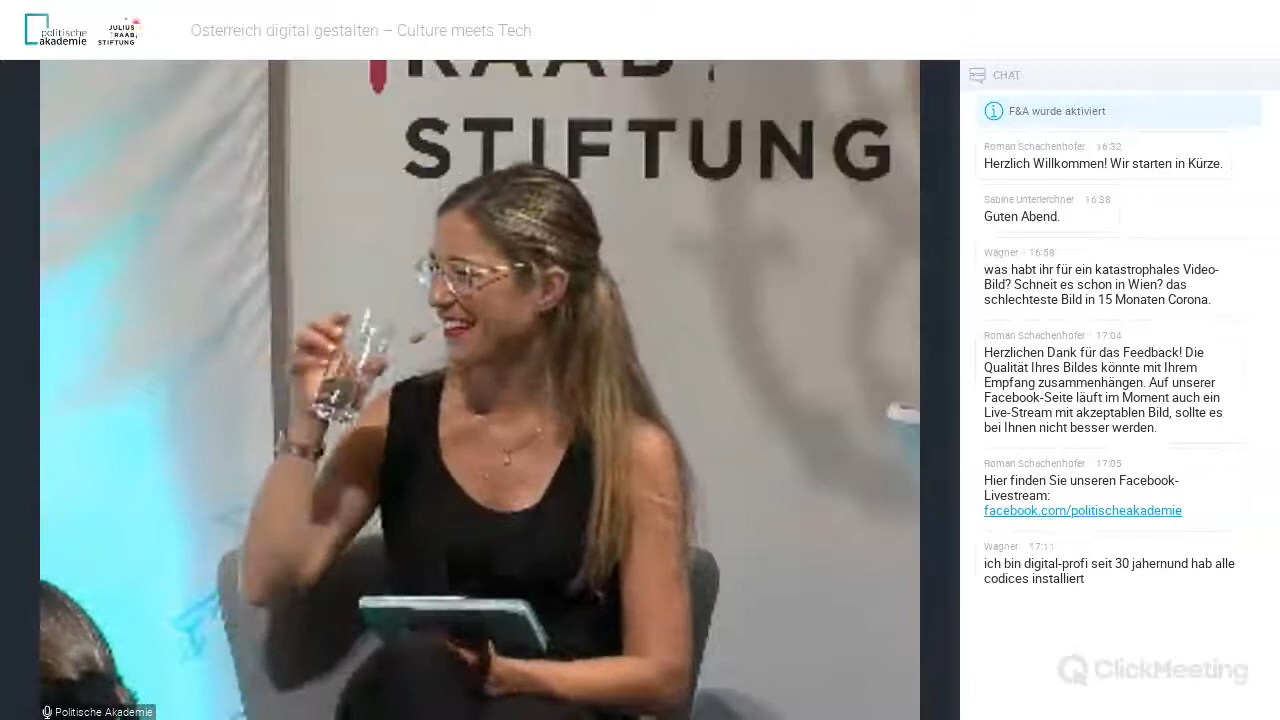 politische
akademie
JULIUS
RAAB
STIFTUNG
Österreich digital gestalten – Culture meets Tech
RAAB
STIFTUNG
Politische Akademie
CHAT
F&A wurde aktiviert
Roman Schachenhofer 16:32
Herzlich Willkommen! Wir starten in Kürze.
Sabine Unterlerchner 16:38
Guten Abend.
Wagner 16:58
was habt ihr für ein katastrophales Video-
Bild? Schneit es schon in Wien? das
schlechteste Bild in 15 Monaten Corona.
Roman Schachenhofer 17:04
Herzlichen Dank für das Feedback! Die
Qualität Ihres Bildes könnte mit Ihrem
Empfang zusammenhängen. Auf unserer
Facebook-Seite läuft im Moment auch ein
Live-Stream mit akzeptablen Bild, sollte es
bei Ihnen nicht besser werden.
Roman Schachenhofer 17:05
Hier finden Sie unseren Facebook-
Livestream:
facebook.com/politischeakademie
Wagner 17:11
ich bin digital-profi seit 30 jahernund hab alle
codices installiert
ClickMeeting